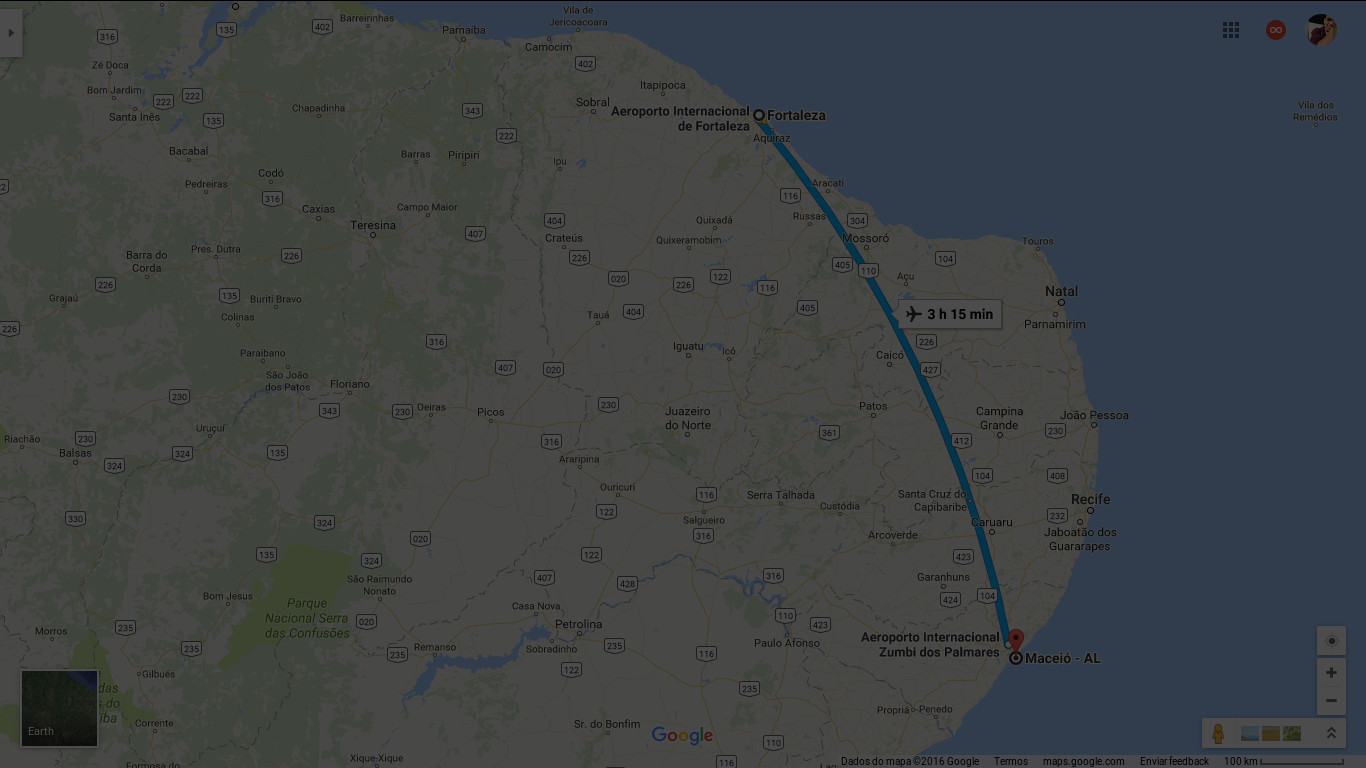 Vila de
Jericoacoara
Barreirinhas
135
402
Parnaíba
316
Camocim
402
Zé Doca
Itapipoca
Bom Jardim
222
222
Chapadinha
343
Sobral
Aeroporto Internacional
de Fortaleza
Fortaleza
Vila dos
Remédios
Santa Inês
135
222
Aquiraz
Bacabal
Barras
Piripiri
Ipu
Codó
Pedreiras
Aracati
316
116
Caxias
Campo Maior
Russas
304
404
Quixadá
Teresina
407
Crateús
Quixeramobim
Mossoró
Touros
Pres. Dutra
Barra do
Corda
226
226
104
405
110
020
122
Açu
226
226
116
Natal
Grajaú
135
Buriti Bravo
405
3 h 15 min
Colinas
Tauá
404
Parnamirim
226
316
226
Iguatu
Icó
Caicó
Paraibano
407
020
427
São João
dos Patos
Floriano
230
343
230
Oeiras
Picos
230
Juazeiro
do Norte
Patos
Campina
Grande
João Pessoa
Uruçuí
361
230
Riachão
230
316
412
Balsas
324
324
135
Araripina
104
408
Ouricuri
116
Serra Talhada
Santa Cruz do
Capibaribe
Recife
330
324
122
Salgueiro
Custódia
232
Caruaru
316
Arcoverde
Jaboatão dos
Guararapes
020
135
324
122
423
407
428
316
Garanhuns
São Raimundo
Nonato
Bom Jesus
Parque
Nacional Serra
das Confusões
424
104
Casa Nova
110
020
Petrolina
423
Morros
235
Aeroporto Internacional
Zumbi dos Palmares
235
235
Remanso
Sobradinho
235
116
Paulo Afonso
Maceió - AL
122
Gilbués
235
das
s do
íba
Propriá
Penedo
Corrente
Sr. do Bonfim
Earth
Google
110
Xique-Xique
116
Formosa do
Dados do mapa ©2016 Google
Termos
maps.google.com
Enviar feedback
100 km